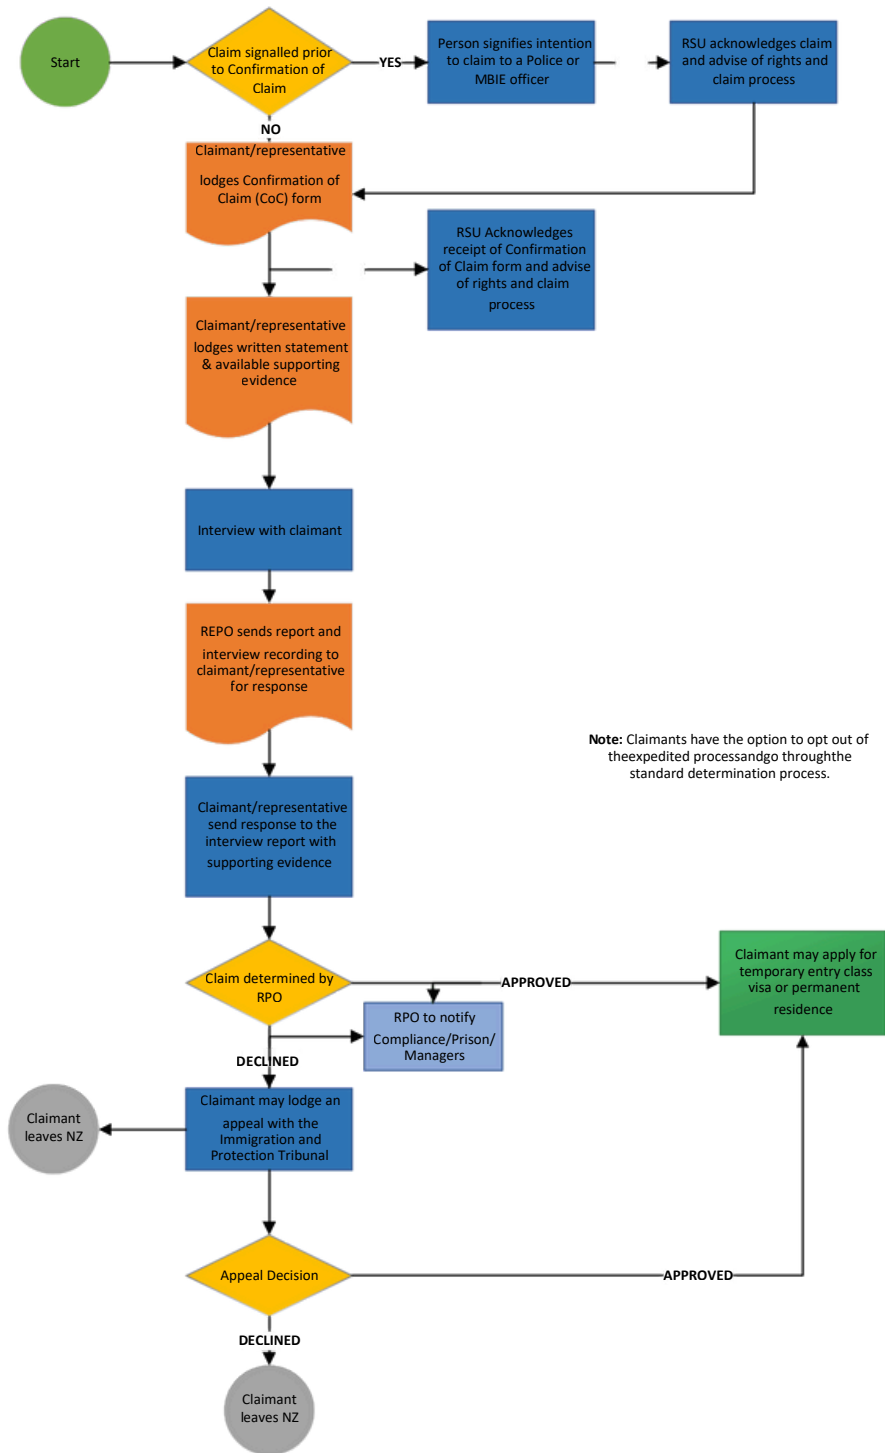 Start
Claim signalled prior
to Confirmation of
Claim
YES
Person signifies intention
to claim to a Police or
MBIE officer
RSU acknowledges claim
and advise of rights and
claim process
NO
Claimant/representative
lodges Confirmation of
Claim (CoC) form
RSU Acknowledges
receipt of Confirmation
of Claim form and advise
of rights and claim
process
Claimant/representative
lodges written statement
& available supporting
evidence
Interview with claimant
REPO sends report and
interview recording to
claimant/representative
for response
Note: Claimants have the option to opt out of
theexpedited processandgo throughthe
standard determination process.
Claimant/representative
send response to the
interview report with
supporting evidence
Claim determined by
RPO
APPROVED
Claimant may apply for
temporary entry class
visa or permanent
residence
RPO to notify
Compliance/Prison/
Managers
DECLINED
Claimant may lodge an
appeal with the
Immigration and
Protection Tribunal
Claimant
leaves NZ
Appeal Decision
APPROVED
DECLINED
Claimant
leaves NZ